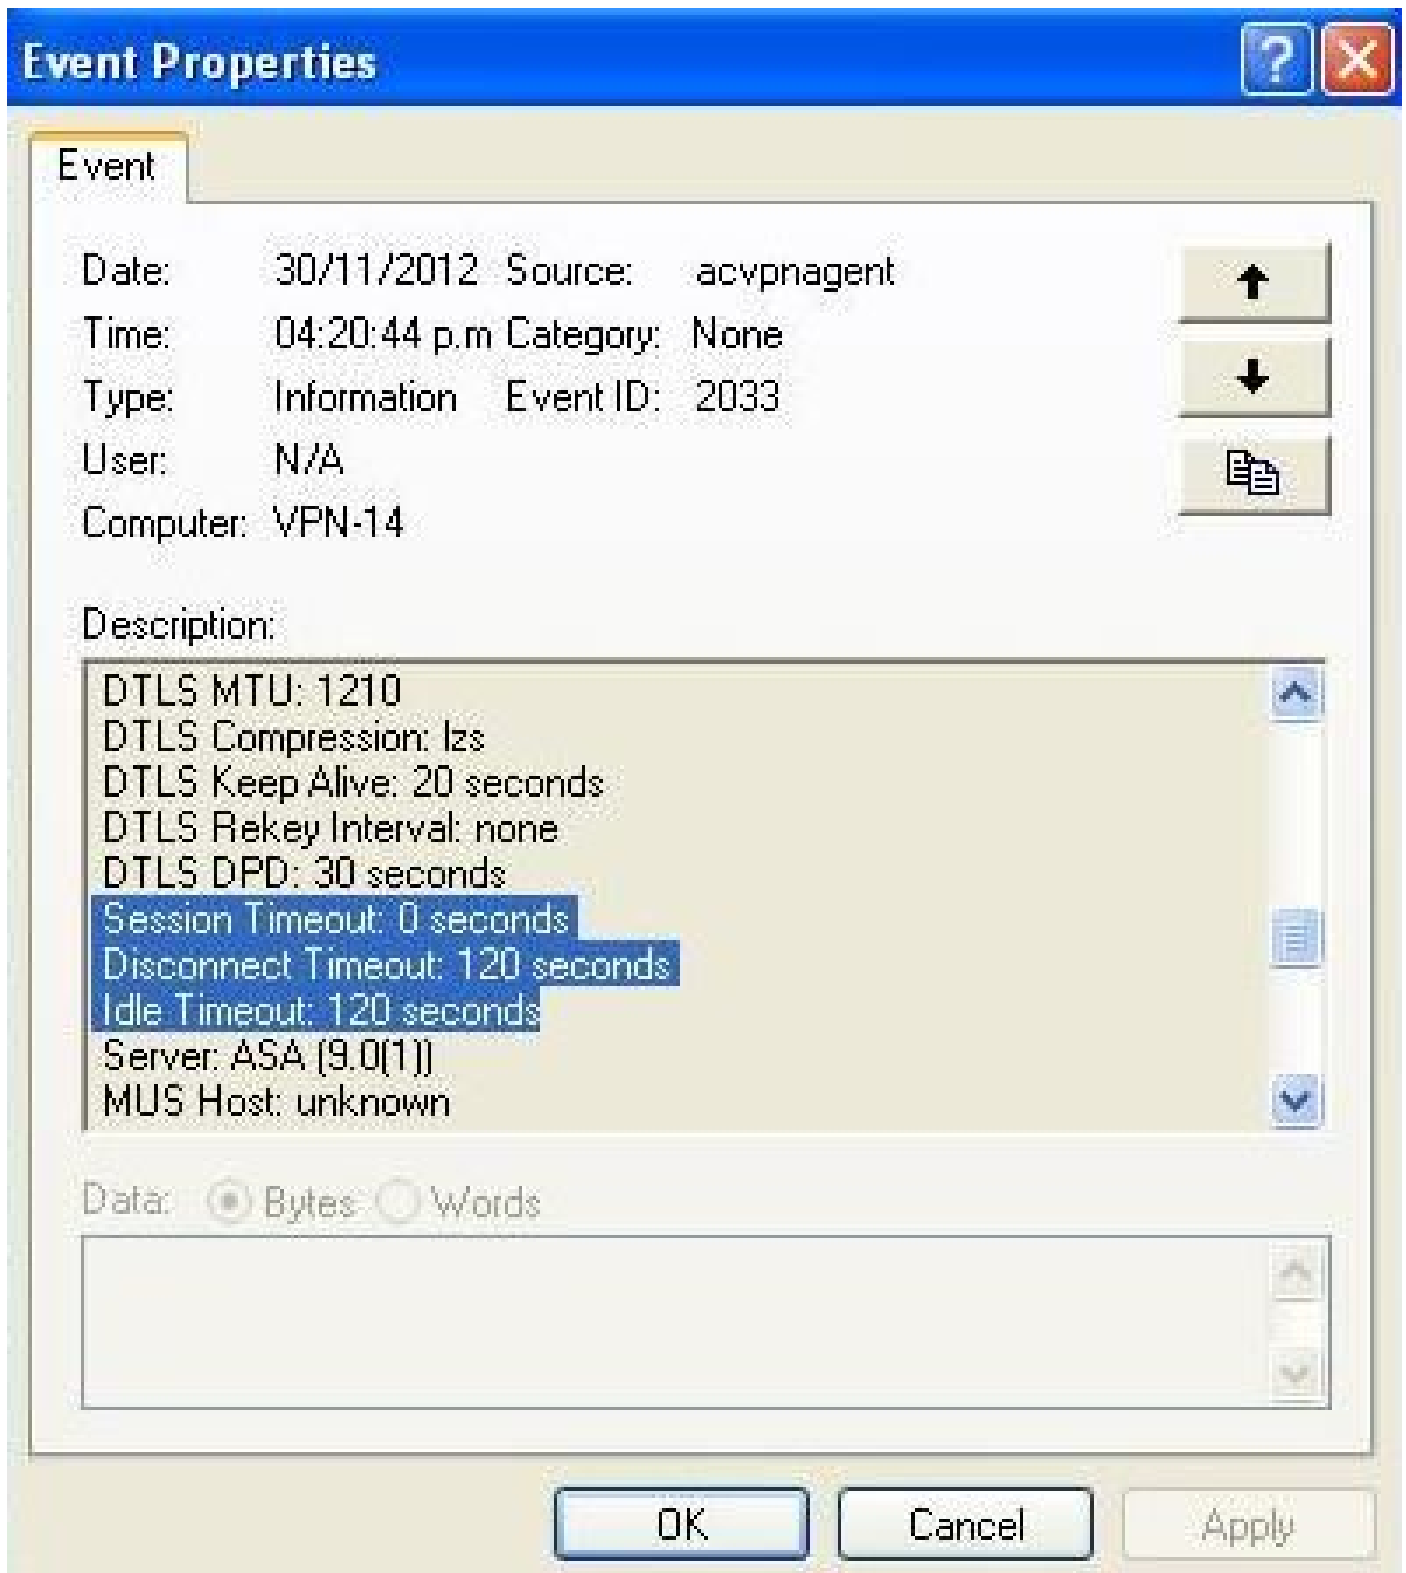 Event Properties
Event
Date: 30/11/2012 Source: acvpnagent
Time: 04:20:44 p.m Category: None
Type: Information Event ID: 2033
User: N/A
Computer: VPN-14
Description:
DTLS MTU: 1210
DTLS Compression: lzs
DTLS Keep Alive: 20 seconds
DTLS Rekey Interval: none
DTLS DPD: 30 seconds
Session Timeout: 0 seconds
Disconnect Timeout: 120 seconds
Idle Timeout: 120 seconds
Server: ASA (9.0(1))
MUS Host: unknown
Data: Bytes Words
OK Cancel Apply